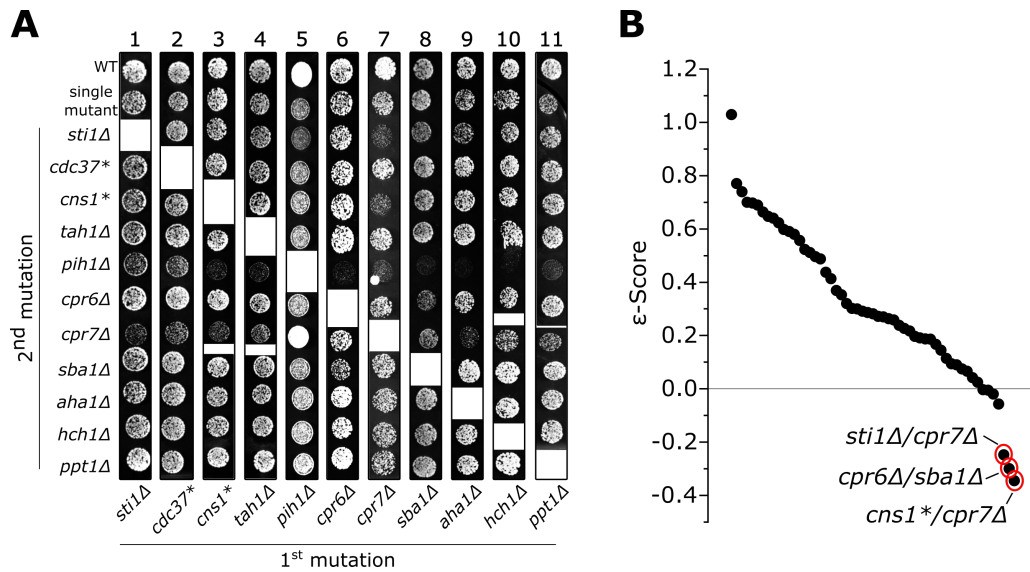 A
1 2 3 4 5 6 7 8 9 10 11
WT
single
mutant
sti1Δ
cdc37*
cns1*
tah1Δ
pih1Δ
cpr6Δ
cpr7Δ
sba1Δ
aha1Δ
hch1Δ
ppt1Δ
2nd mutation
sti1Δ cdc37* cns1* tah1Δ pih1Δ cpr6Δ cpr7Δ sba1Δ aha1Δ hch1Δ ppt1Δ
1st mutation
B
1.2
1.0
0.8
0.6
0.4
0.2
0.0
-0.2
-0.4
ε-Score
sti1Δ/cpr7Δ
cpr6Δ/sba1Δ
cns1*/cpr7Δ